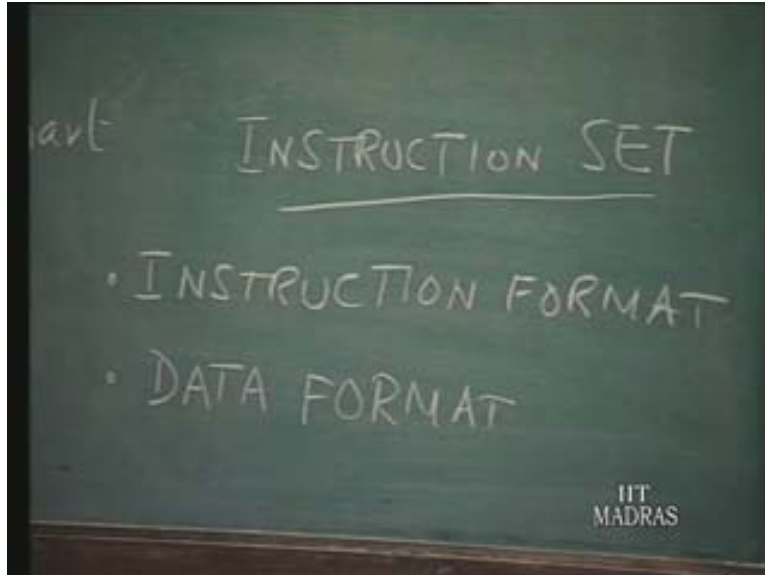 INSTRUCTION SET
• INSTRUCTION FORMAT
• DATA FORMAT
IIT
MADRAS